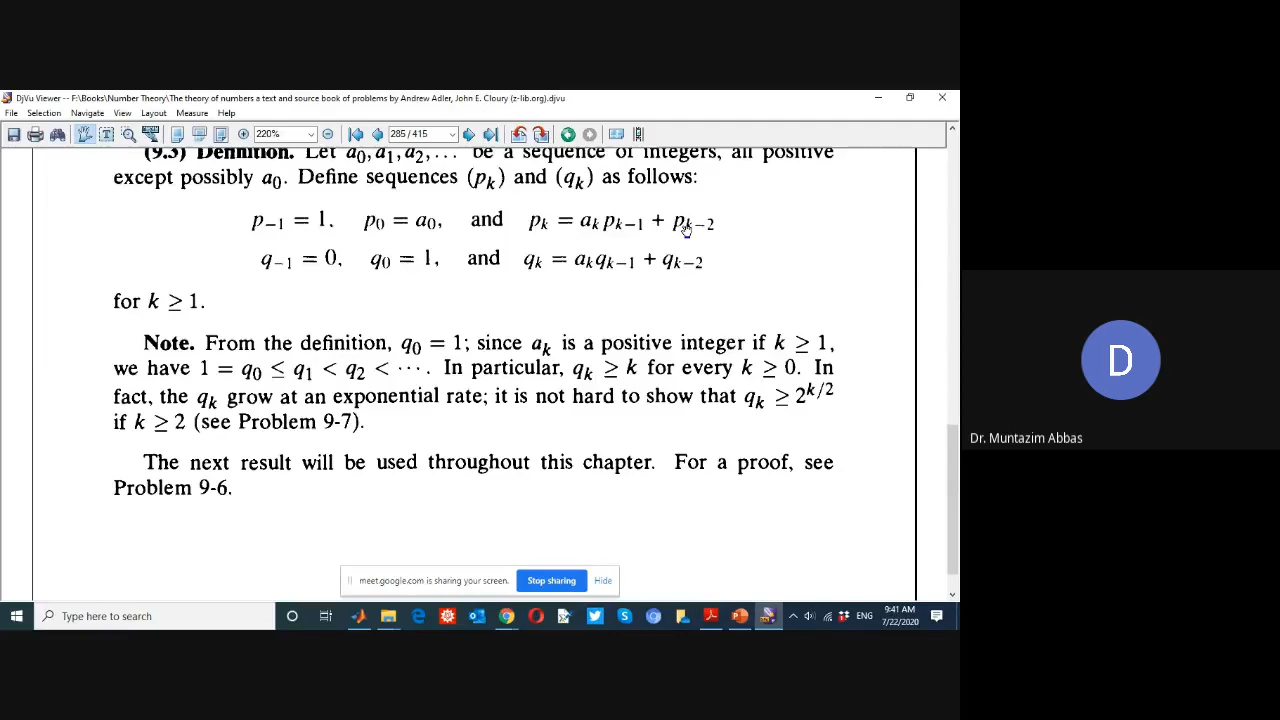 DjVu Viewer -- F:\Books\Number Theory\The theory of numbers a text and source book of problems by Andrew Adler, John E. Cloury (z-lib.org).djvu
File Selection Navigate View Layout Measure Help
220% 285 / 415
(9.3) Definition. Let a₀, a₁, a₂, ... be a sequence of integers, all positive
except possibly a₀. Define sequences (pₖ) and (qₖ) as follows:
p₋₁ = 1, p₀ = a₀, and pₖ = aₖpₖ₋₁ + pₖ₋₂
q₋₁ = 0, q₀ = 1, and qₖ = aₖqₖ₋₁ + qₖ₋₂
for k ≥ 1.
Note. From the definition, q₀ = 1; since aₖ is a positive integer if k ≥ 1,
we have 1 = q₀ ≤ q₁ < q₂ < ⋯. In particular, qₖ ≥ k for every k ≥ 0. In
fact, the qₖ grow at an exponential rate; it is not hard to show that qₖ ≥ 2^{k/2}
if k ≥ 2 (see Problem 9-7).
The next result will be used throughout this chapter. For a proof, see
Problem 9-6.
meet.google.com is sharing your screen. Stop sharing Hide
Type here to search
ENG
9:41 AM
7/22/2020
D
Dr. Muntazim Abbas